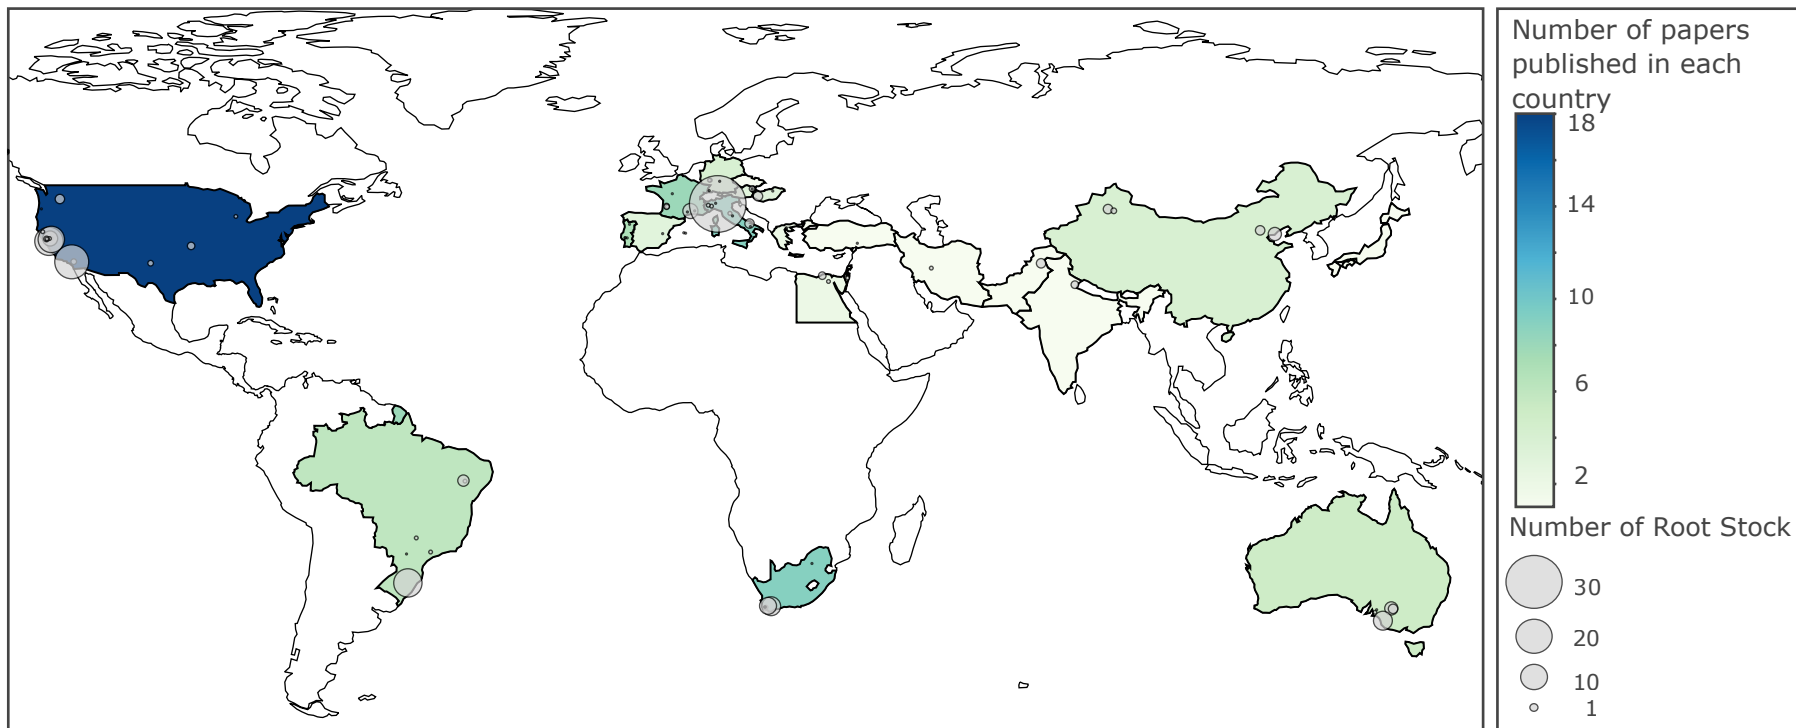 Number of papers
published in each
country
18
14
10
6
2
Number of Root Stock
30
20
10
1